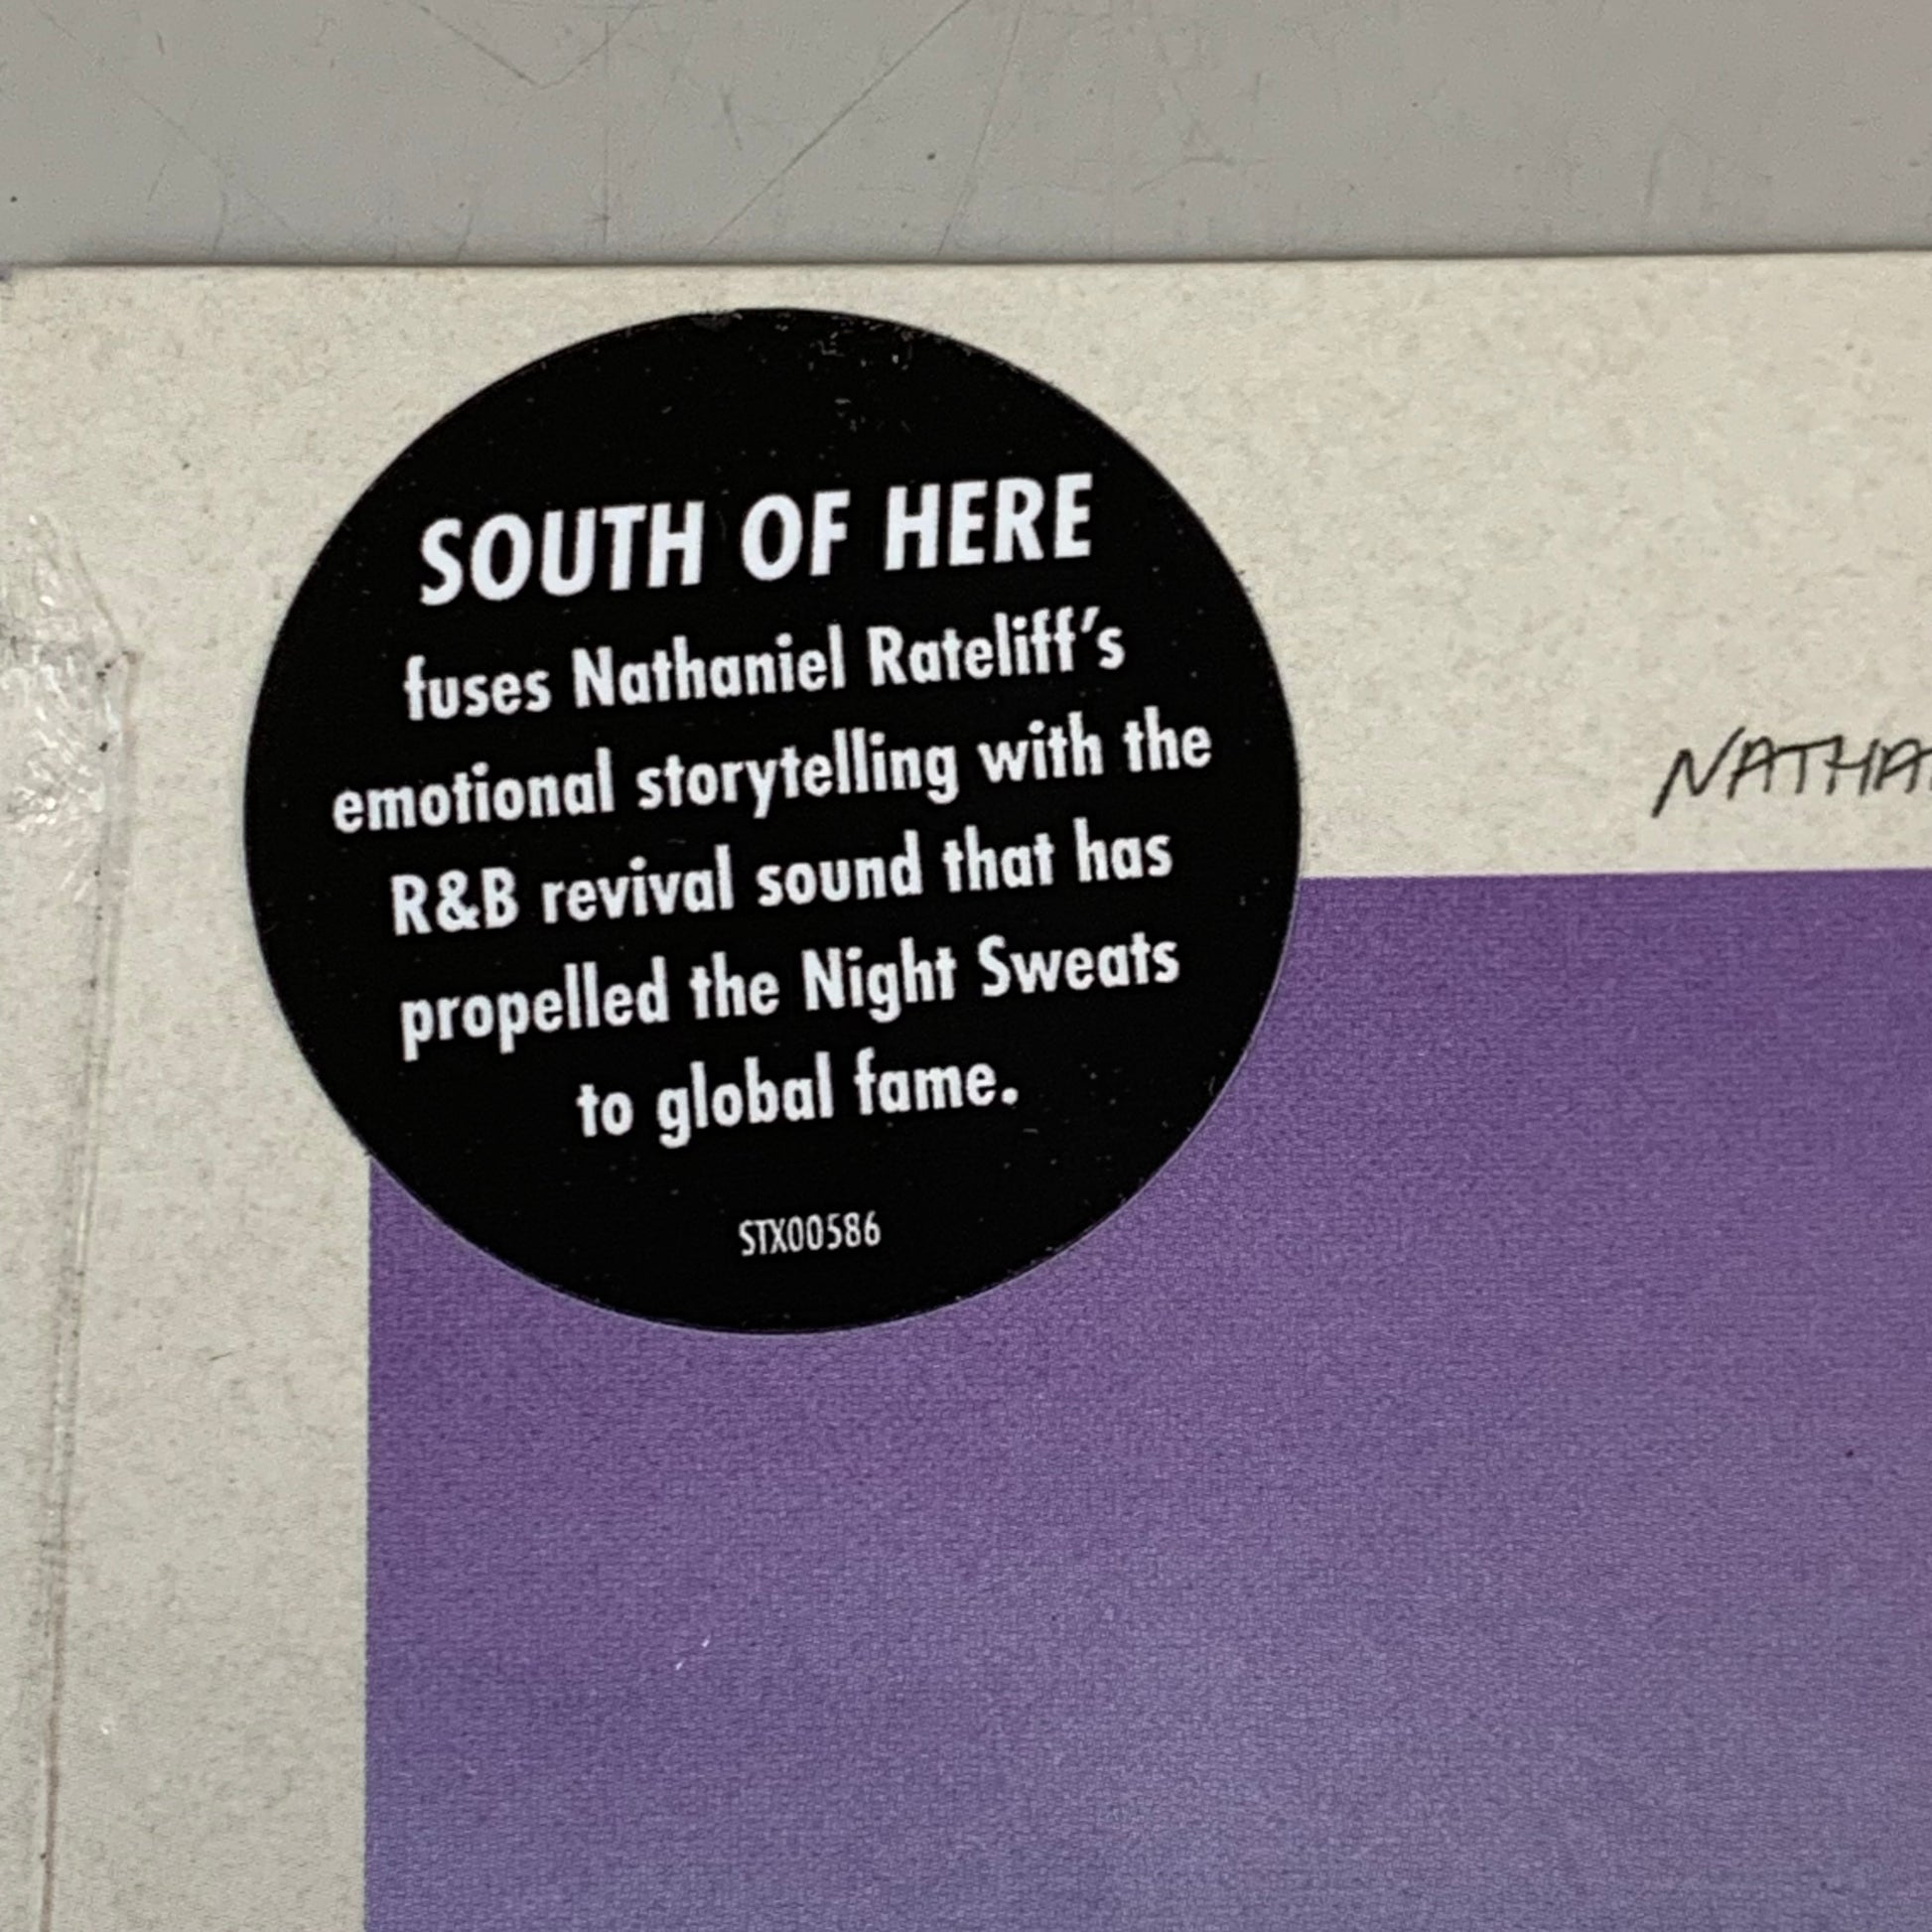 SOUTH OF HERE
fuses Nathaniel Rateliff's
emotional storytelling with the
R&B revival sound that has
propelled the Night Sweats
to global fame.
STX00586
NATHA